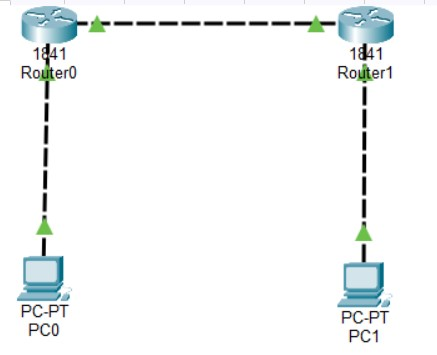 1841
Router0
1841
Router1
PC-PT
PC0
PC-PT
PC1